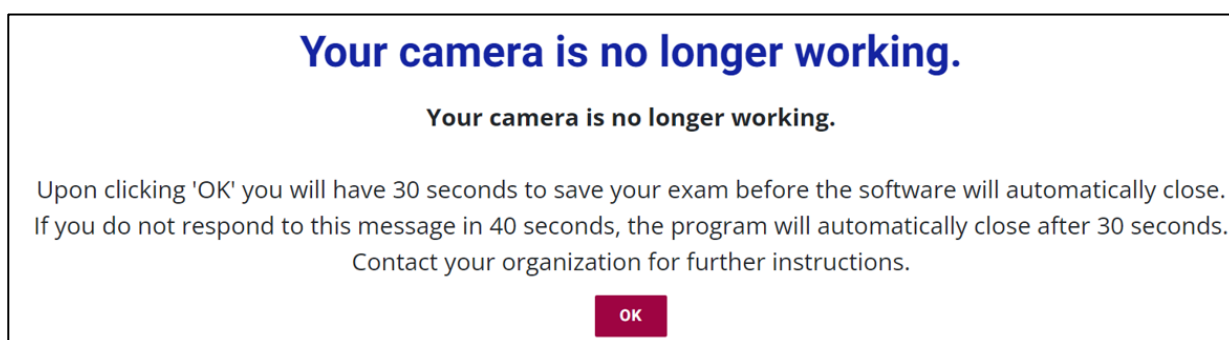 Your camera is no longer working.
Your camera is no longer working.
Upon clicking 'OK' you will have 30 seconds to save your exam before the software will automatically close.
If you do not respond to this message in 40 seconds, the program will automatically close after 30 seconds.
Contact your organization for further instructions.
OK